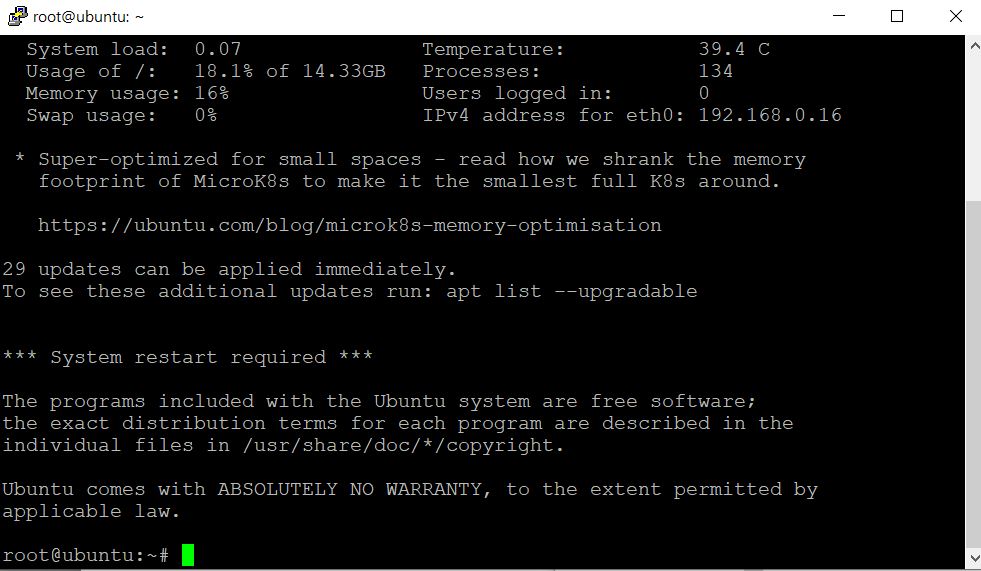 root@ubuntu: ~
System load: 0.07 Temperature: 39.4 C
Usage of /: 18.1% of 14.33GB Processes: 134
Memory usage: 16% Users logged in: 0
Swap usage: 0% IPv4 address for eth0: 192.168.0.16
* Super-optimized for small spaces - read how we shrank the memory
footprint of MicroK8s to make it the smallest full K8s around.
https://ubuntu.com/blog/microk8s-memory-optimisation
29 updates can be applied immediately.
To see these additional updates run: apt list --upgradable
*** System restart required ***
The programs included with the Ubuntu system are free software;
the exact distribution terms for each program are described in the
individual files in /usr/share/doc/*/copyright.
Ubuntu comes with ABSOLUTELY NO WARRANTY, to the extent permitted by
applicable law.
root@ubuntu:~#